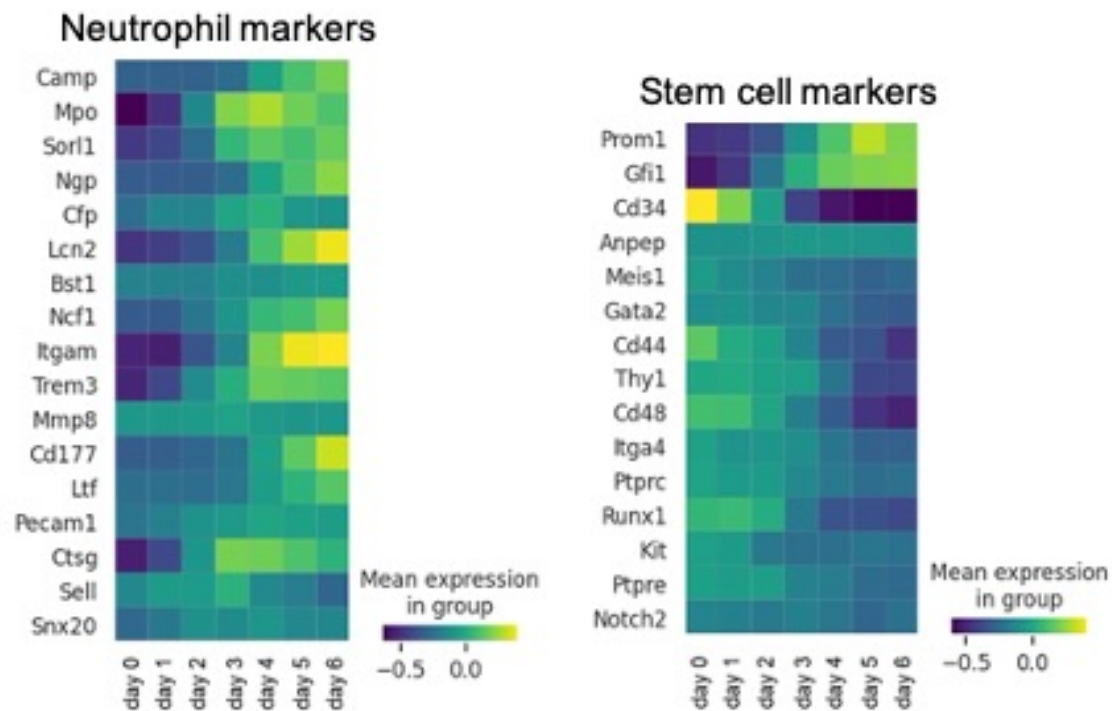 Neutrophil markers
Camp
Mpo
Sorl1
Ngp
Cfp
Lcn2
Bst1
Ncf1
Itgam
Trem3
Mmp8
Cd177
Ltf
Pecam1
Ctsg
Sell
Snx20
day 0
day 1
day 2
day 3
day 4
day 5
day 6
Mean expression
in group
−0.5 0.0
Stem cell markers
Prom1
Gfi1
Cd34
Anpep
Meis1
Gata2
Cd44
Thy1
Cd48
Itga4
Ptprc
Runx1
Kit
Ptpre
Notch2
day 0
day 1
day 2
day 3
day 4
day 5
day 6
Mean expression
in group
−0.5 0.0